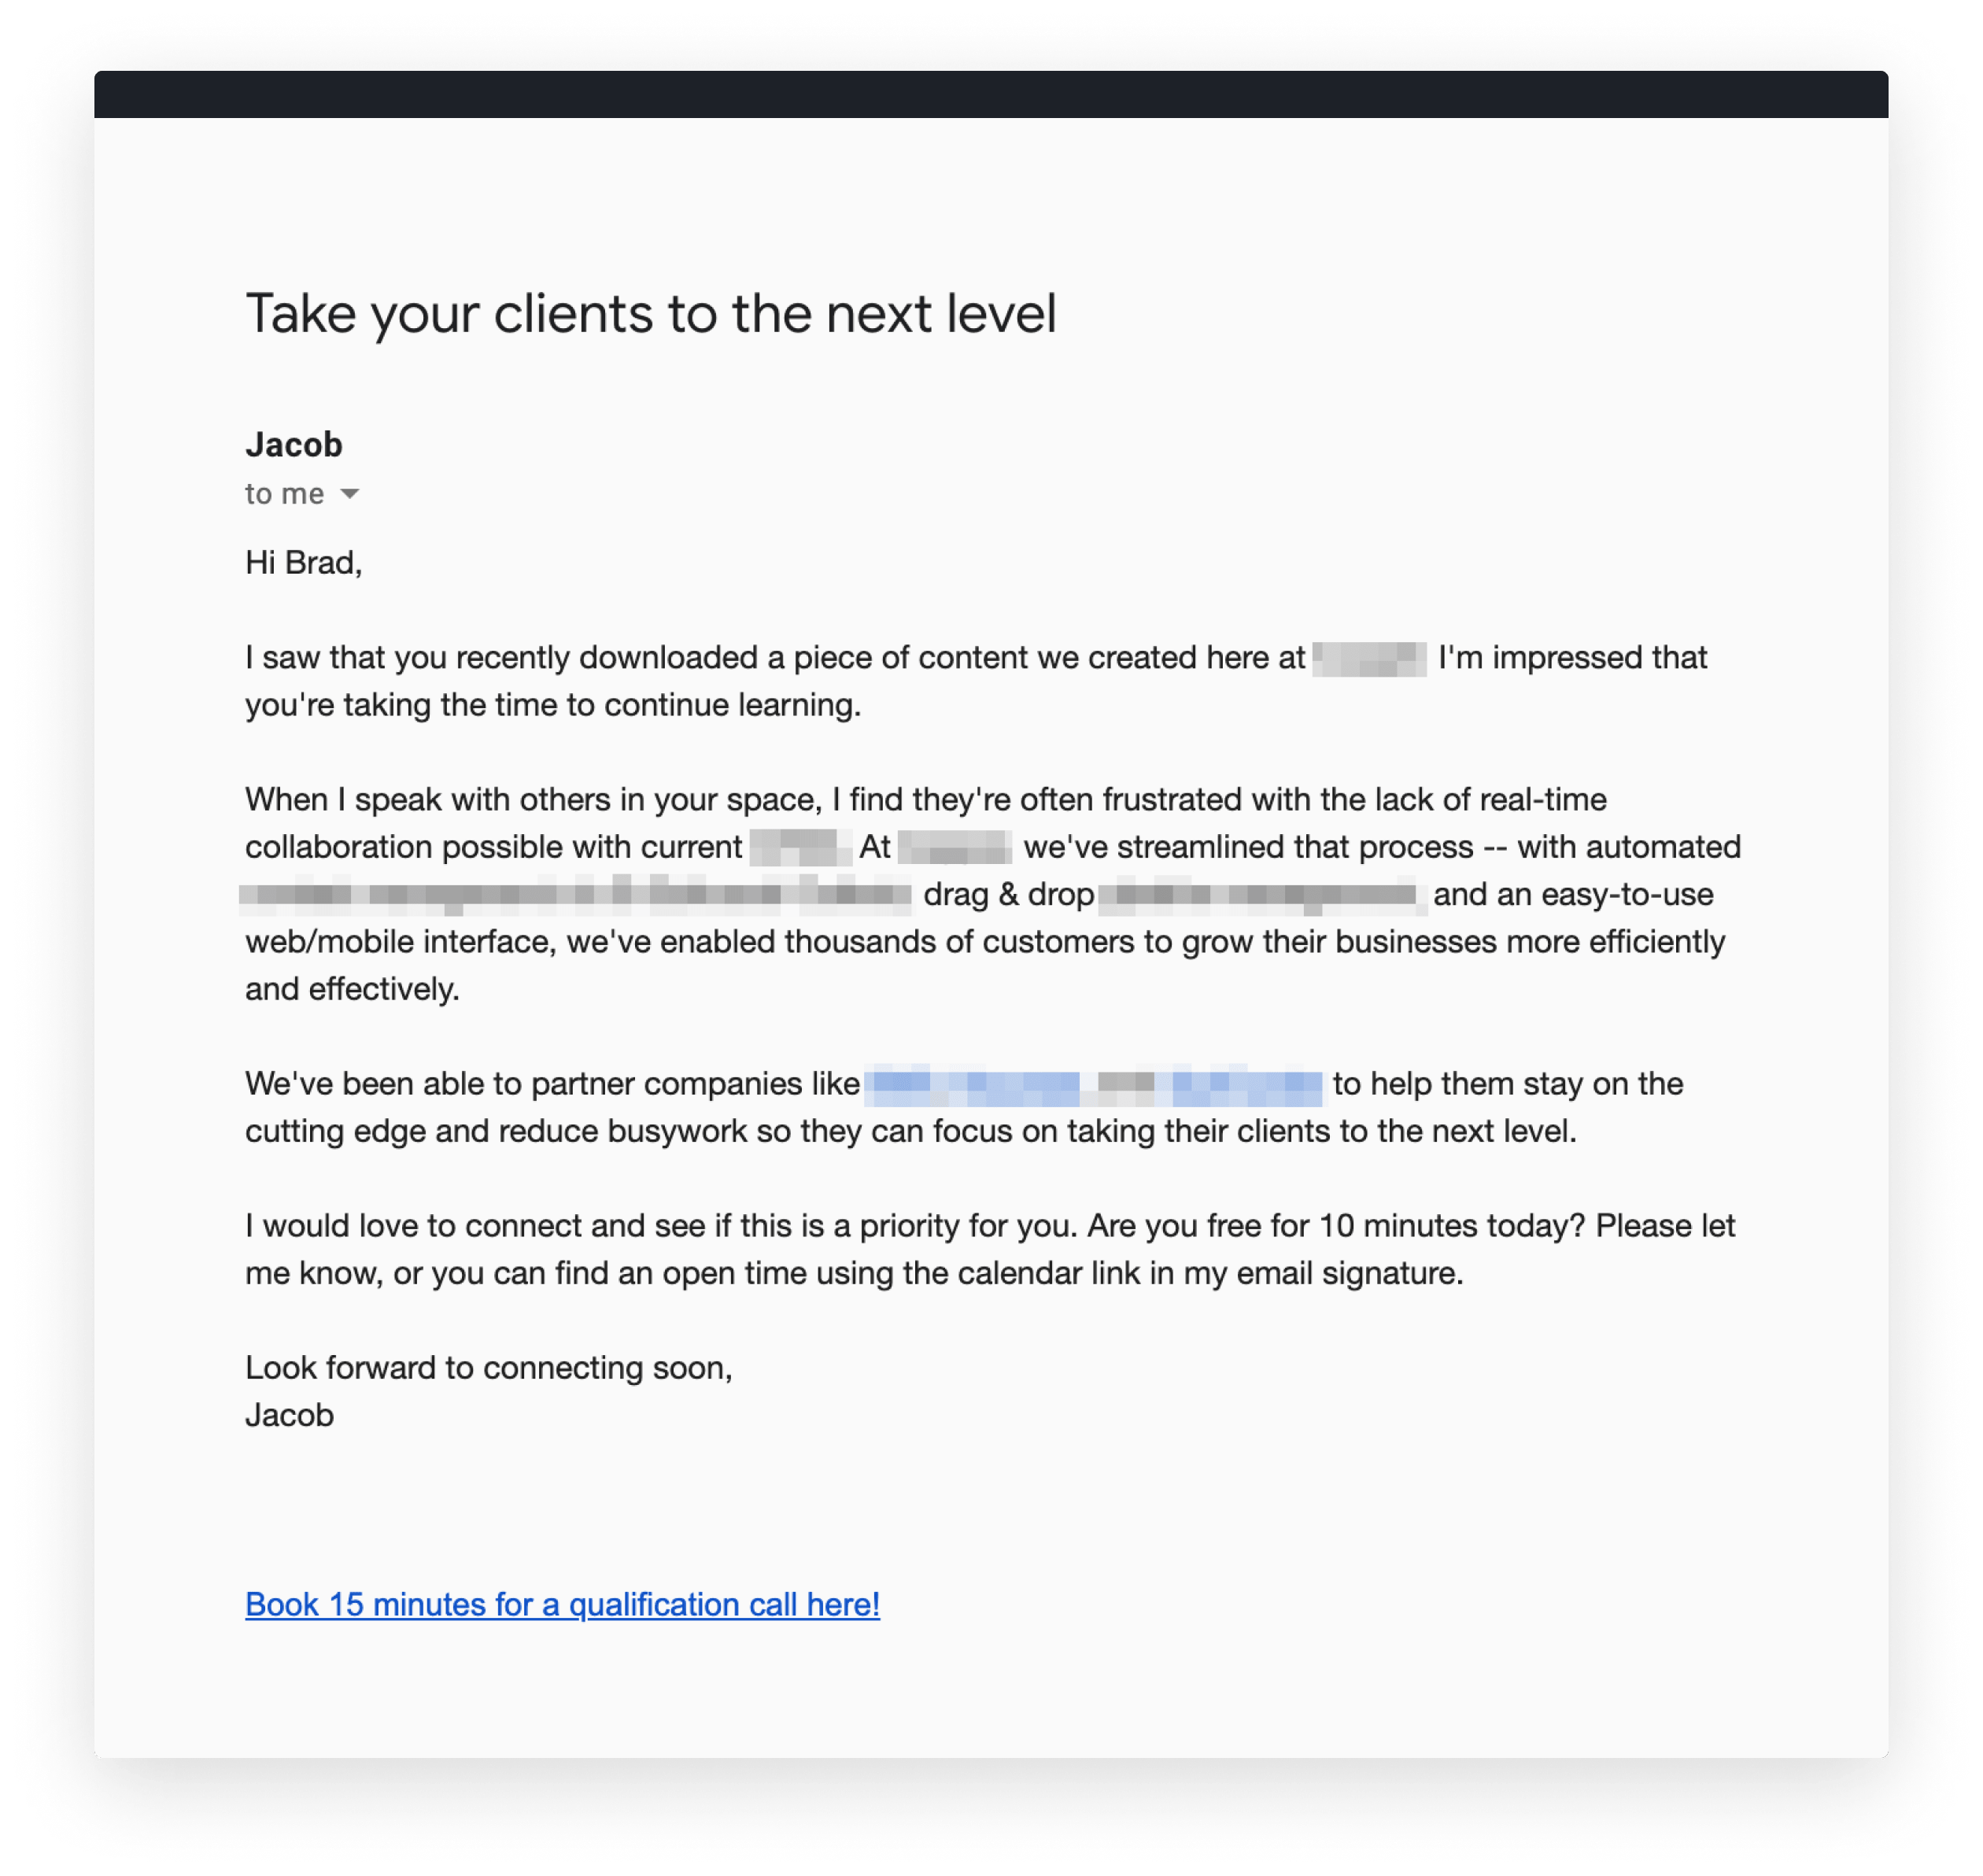 Take your clients to the next level
Jacob
to me
Hi Brad,
I saw that you recently downloaded a piece of content we created here at I'm impressed that
you're taking the time to continue learning.
When I speak with others in your space, I find they're often frustrated with the lack of real-time
collaboration possible with current At we've streamlined that process -- with automated
drag & drop and an easy-to-use
web/mobile interface, we've enabled thousands of customers to grow their businesses more efficiently
and effectively.
We've been able to partner companies like to help them stay on the
cutting edge and reduce busywork so they can focus on taking their clients to the next level.
I would love to connect and see if this is a priority for you. Are you free for 10 minutes today? Please let
me know, or you can find an open time using the calendar link in my email signature.
Look forward to connecting soon,
Jacob
Book 15 minutes for a qualification call here!